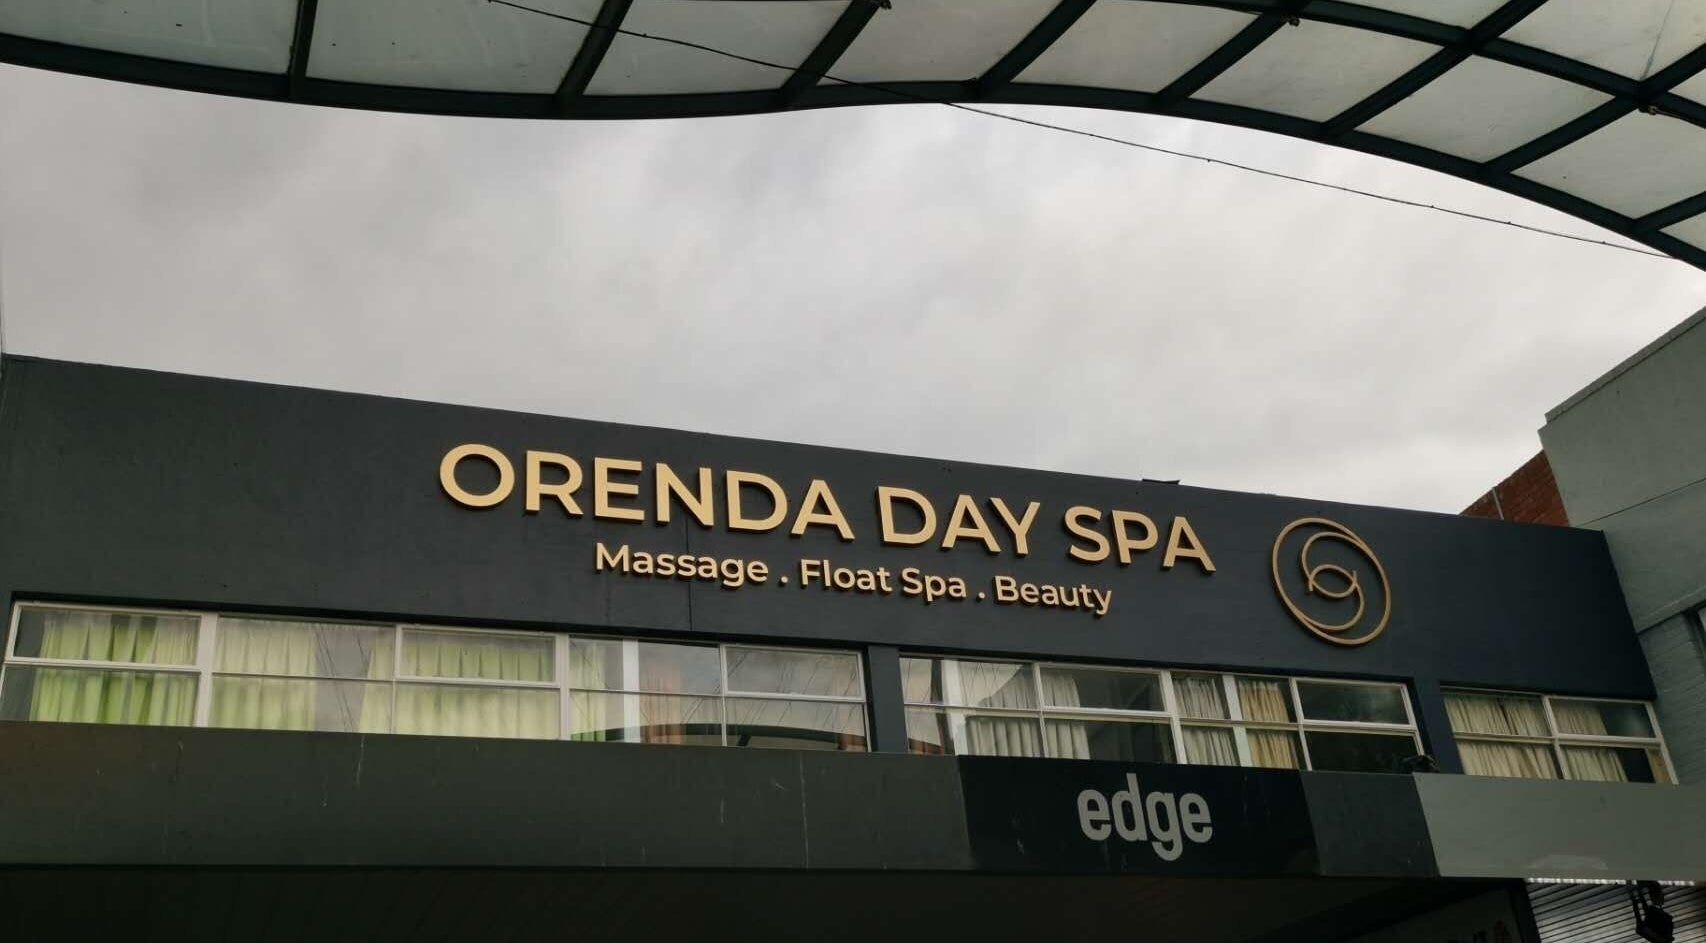 ORENDA DAY SPA
Massage . Float Spa . Beauty
edge